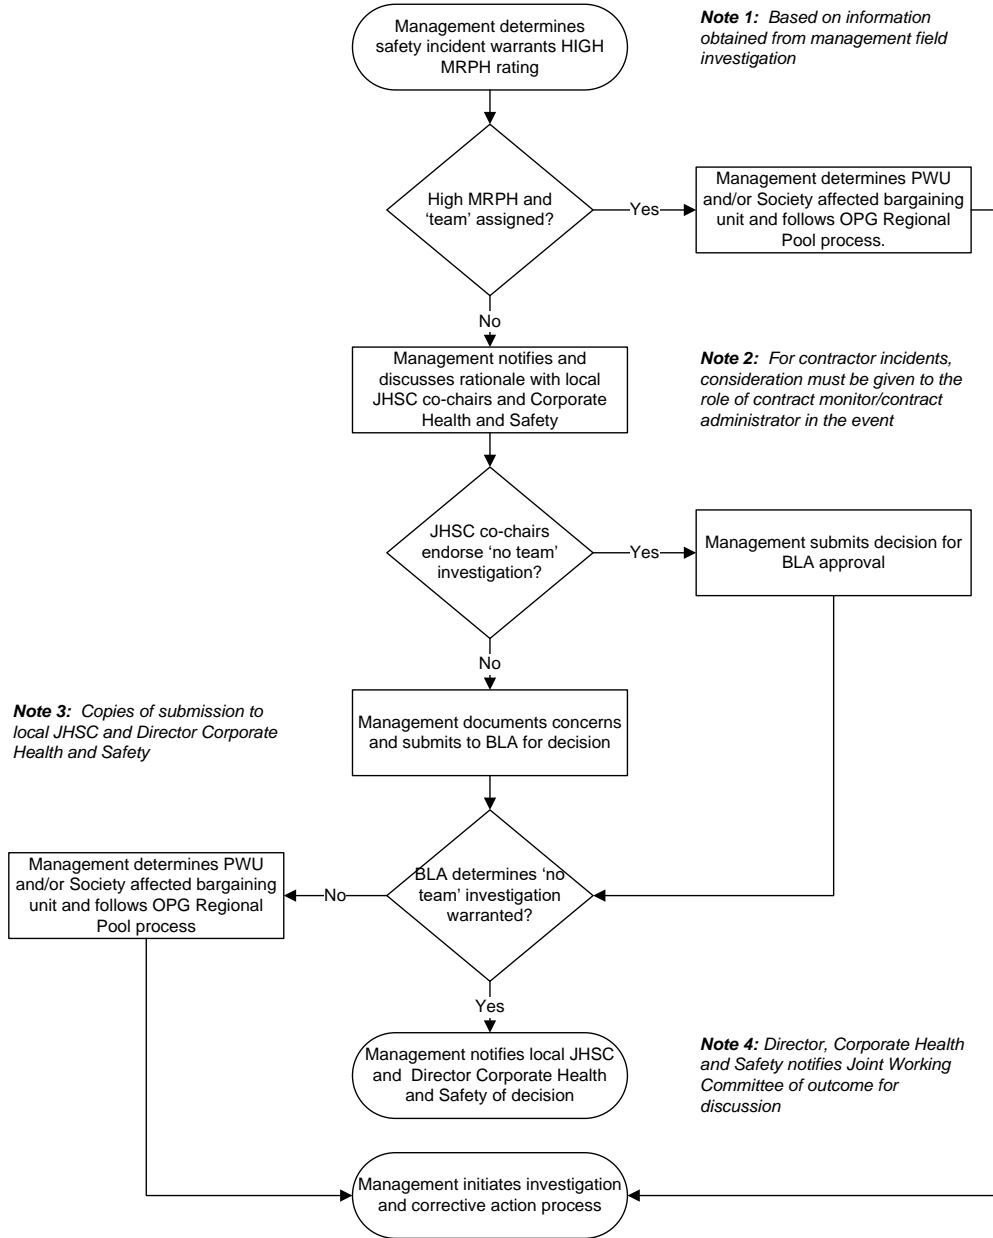 Management determines
safety incident warrants HIGH
MRPH rating
Note 1: Based on information
obtained from management field
investigation
High MRPH and
‘team’ assigned?
Yes
Management determines PWU
and/or Society affected bargaining
unit and follows OPG Regional
Pool process.
No
Management notifies and
discusses rationale with local
JHSC co-chairs and Corporate
Health and Safety
Note 2: For contractor incidents,
consideration must be given to the
role of contract monitor/contract
administrator in the event
JHSC co-chairs
endorse ‘no team’
investigation?
Yes
Management submits decision for
BLA approval
No
Note 3: Copies of submission to
local JHSC and Director Corporate
Health and Safety
Management documents concerns
and submits to BLA for decision
Management determines PWU
and/or Society affected bargaining
unit and follows OPG Regional
Pool process
No
BLA determines ‘no
team’ investigation
warranted?
Yes
Management notifies local JHSC
and Director Corporate Health
and Safety of decision
Note 4: Director, Corporate Health
and Safety notifies Joint Working
Committee of outcome for
discussion
Management initiates investigation
and corrective action process